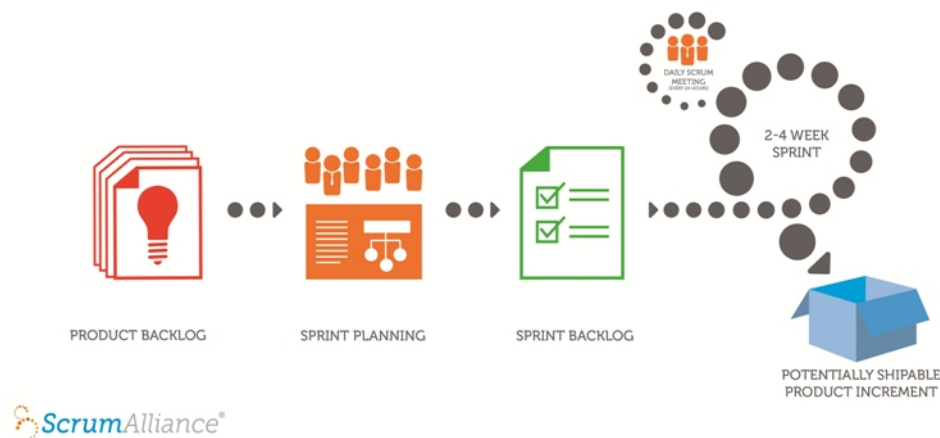 DAILY SCRUM
MEETING
(EVERY 24 HOURS)
2-4 WEEK
SPRINT
PRODUCT BACKLOG
SPRINT PLANNING
SPRINT BACKLOG
POTENTIALLY SHIPABLE
PRODUCT INCREMENT
ScrumAlliance®